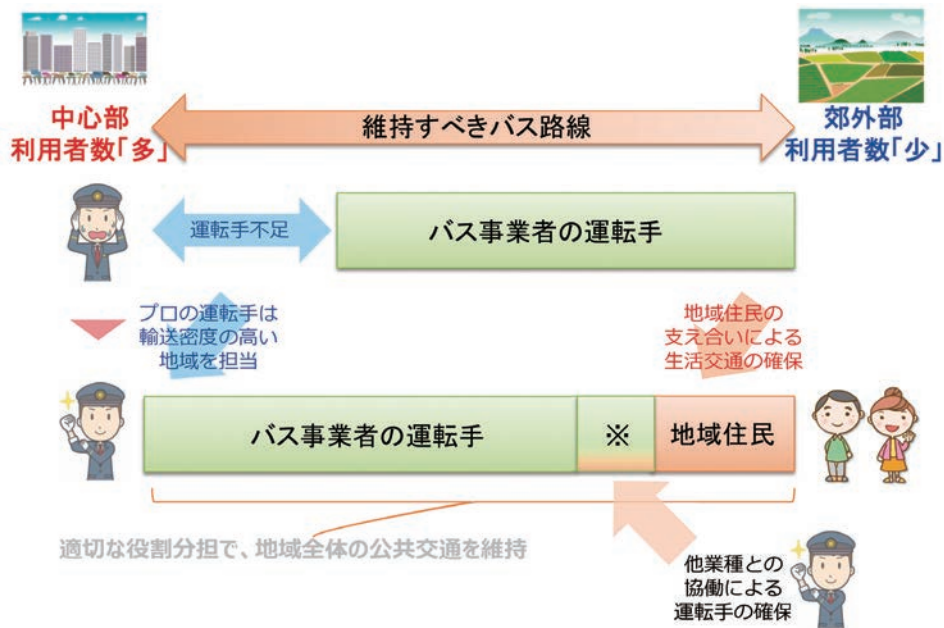 中心部
利用者数「多」
維持すべきバス路線
郊外部
利用者数「少」
運転手不足
バス事業者の運転手
プロの運転手は
輸送密度の高い
地域を担当
地域住民の
支え合いによる
生活交通の確保
バス事業者の運転手
※
地域住民
適切な役割分担で、地域全体の公共交通を維持
他業種との
協働による
運転手の確保